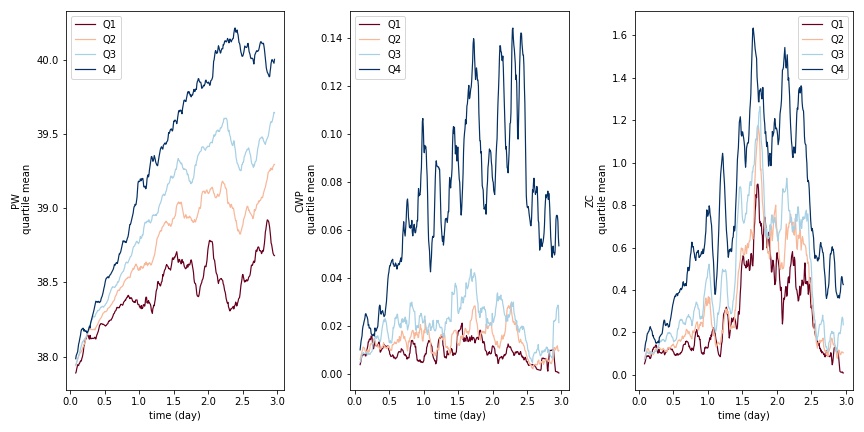 PW
quartile mean
40.0
39.5
39.0
38.5
38.0
Q1
Q2
Q3
Q4
0.0 0.5 1.0 1.5 2.0 2.5 3.0
time (day)
CWP
quartile mean
0.14
0.12
0.10
0.08
0.06
0.04
0.02
0.00
Q1
Q2
Q3
Q4
0.0 0.5 1.0 1.5 2.0 2.5 3.0
time (day)
ZC
quartile mean
1.6
1.4
1.2
1.0
0.8
0.6
0.4
0.2
0.0
Q1
Q2
Q3
Q4
0.0 0.5 1.0 1.5 2.0 2.5 3.0
time (day)